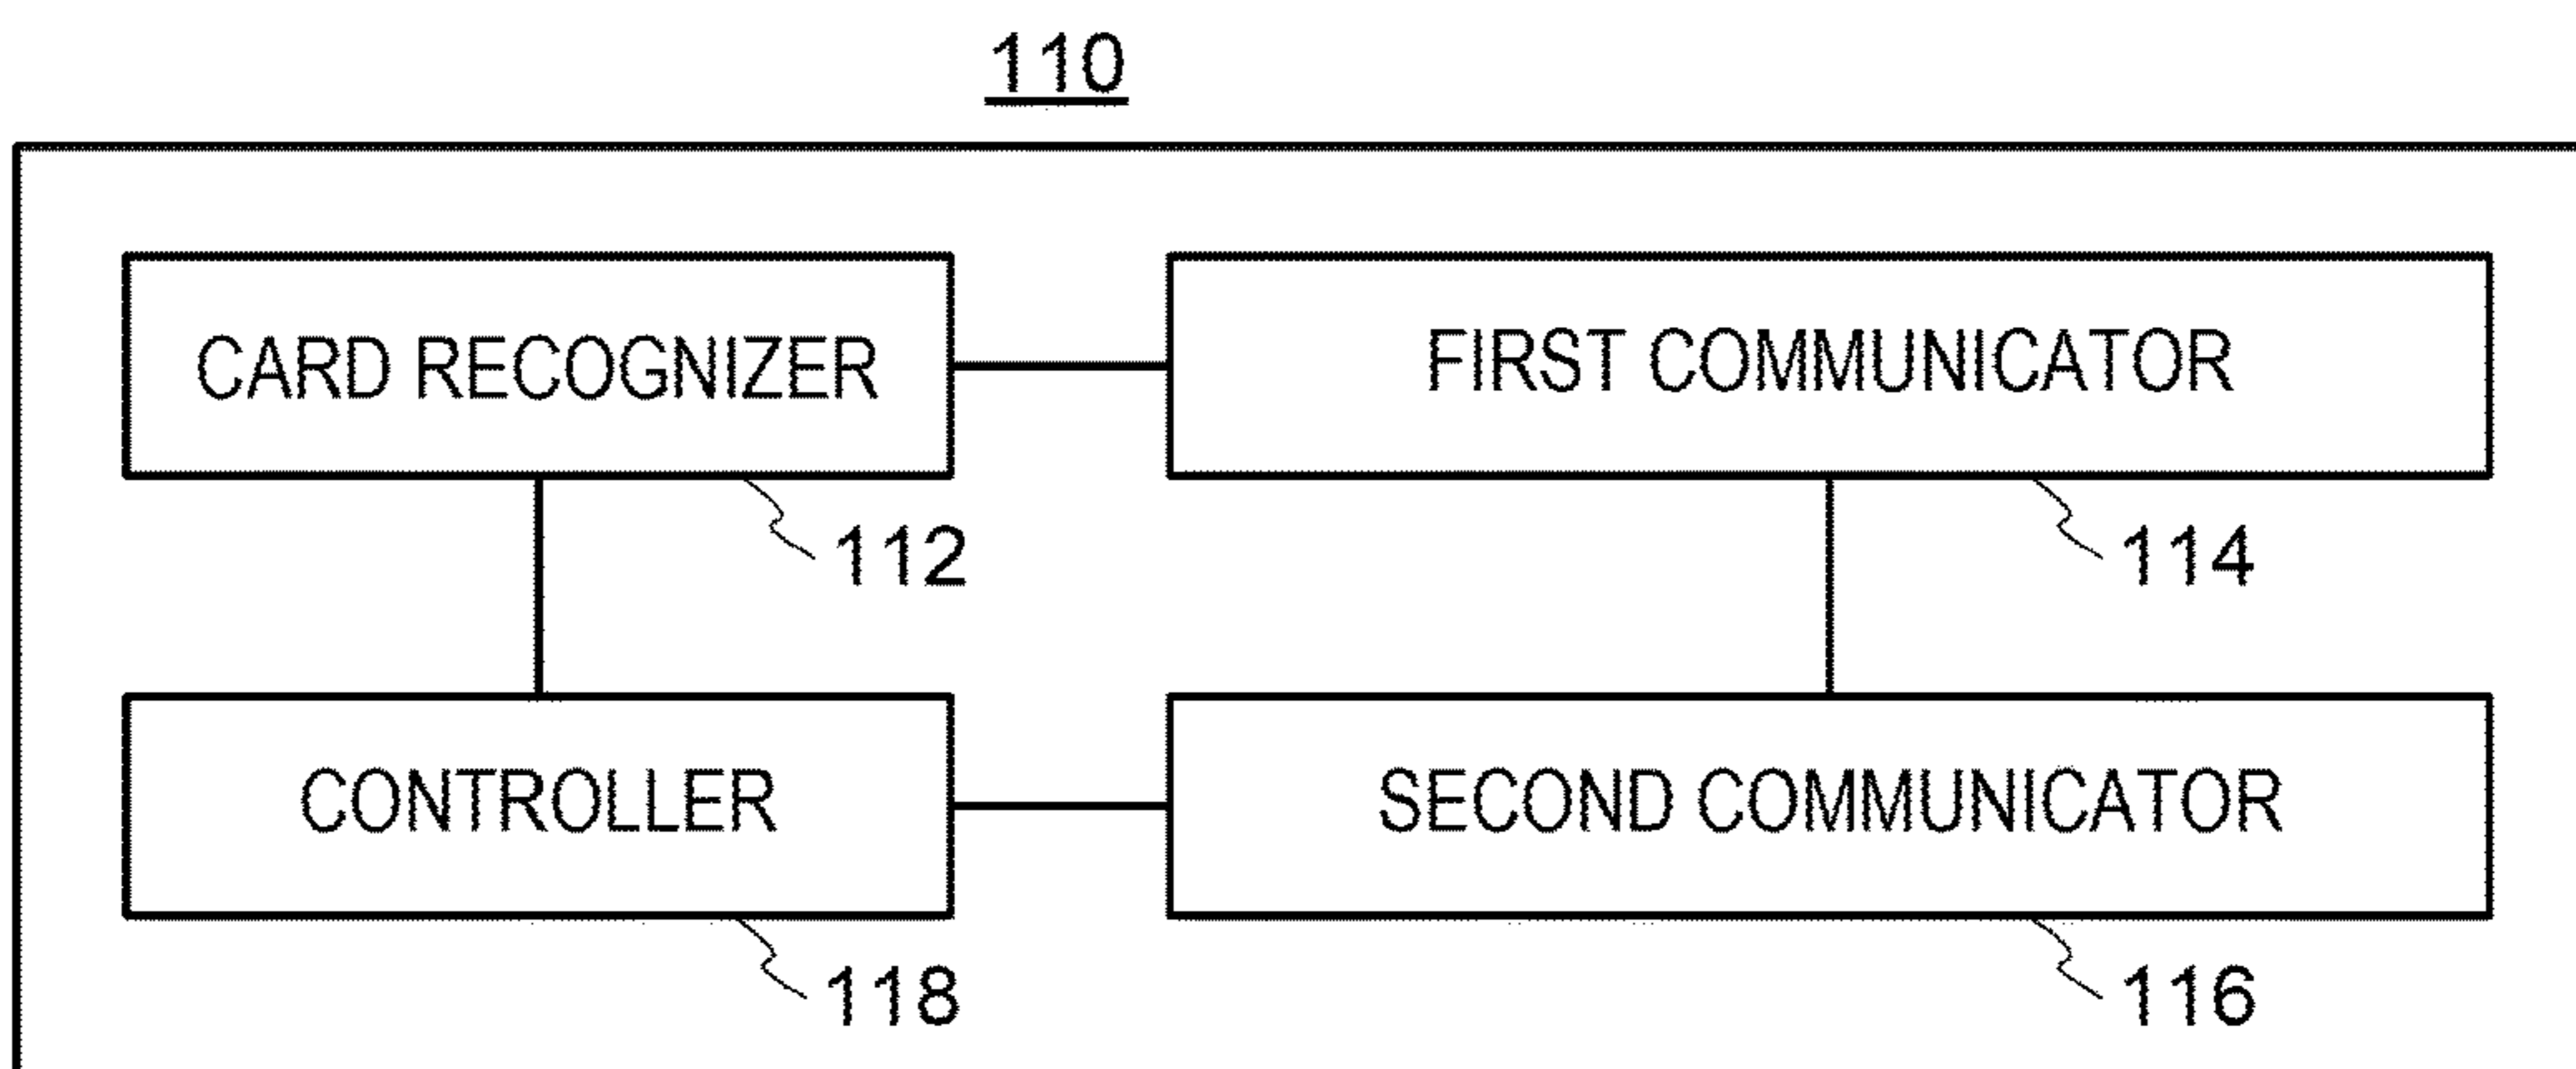 110
CARD RECOGNIZER
FIRST COMMUNICATOR
112
114
CONTROLLER
SECOND COMMUNICATOR
118
116